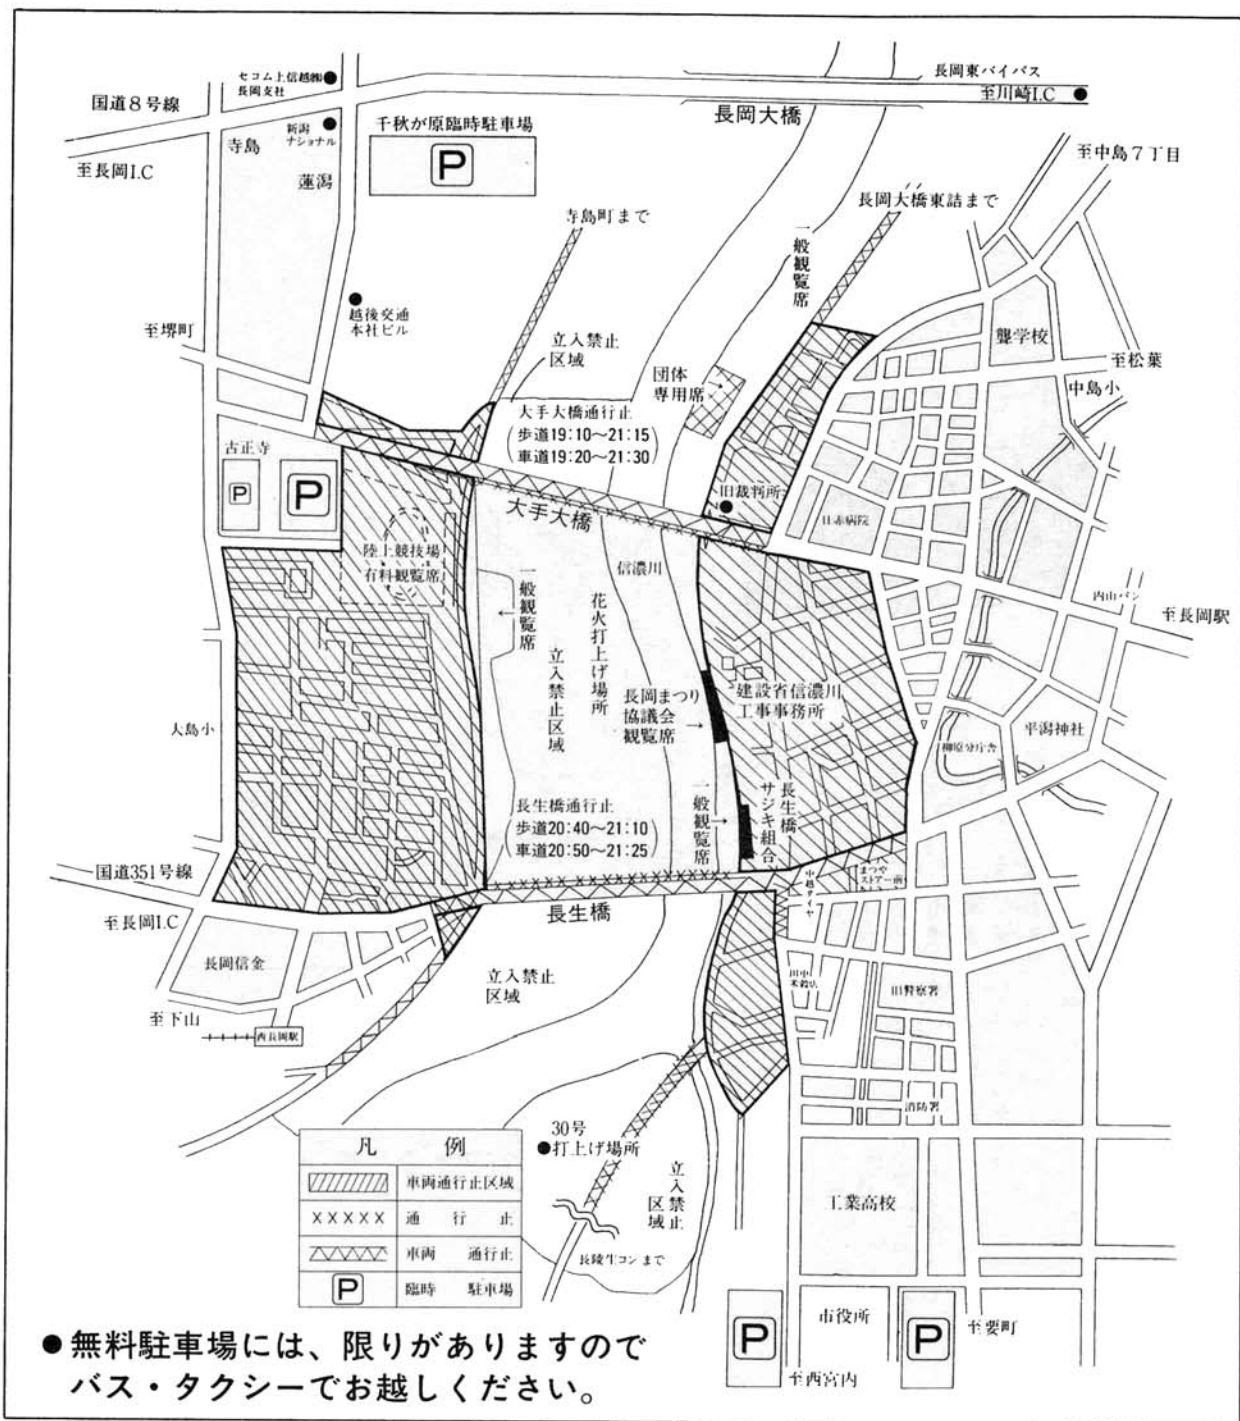 セコム上信越㈱
長岡支社
国道8号線
新潟
ナショナル
寺島
至長岡I.C
蓮潟
千秋が原臨時駐車場
P
長岡東バイパス
至川崎I.C
長岡大橋
至中島7丁目
長岡大橋東詰まで
寺島町まで
一般観覧席
越後交通
本社ビル
至堺町
立入禁止
区域
団体
専用席
聾学校
至松葉
中島小
大手大橋通行止
歩道19:10〜21:15
車道19:20〜21:30
古正寺
P
P
旧裁判所
日赤病院
大手大橋
陸上競技場
有料観覧席
信濃川
一般観覧席
花火打上げ場所
立入禁止区域
内山パン
至長岡駅
長岡まつり
協議会
観覧席
建設省信濃川
工事事務所
大島小
柳原分庁舎
平潟神社
長生橋
サジキ組合
一般観覧席
長生橋通行止
歩道20:40〜21:10
車道20:50〜21:25
国道351号線
至長岡I.C
長生橋
中越タイヤ
まつや
ストアー前
長岡信金
立入禁止
区域
田中
米穀店
旧警察署
至下山
西長岡駅
消防署
30号
打上げ場所
立入禁止
区域
工業高校
長陵生コンまで
凡 例
車両通行止区域
×××××
通 行 止
車両 通行止
P
臨時 駐車場
P
市役所
P
至要町
至西宮内
●無料駐車場には、限りがありますので
バス・タクシーでお越しください。